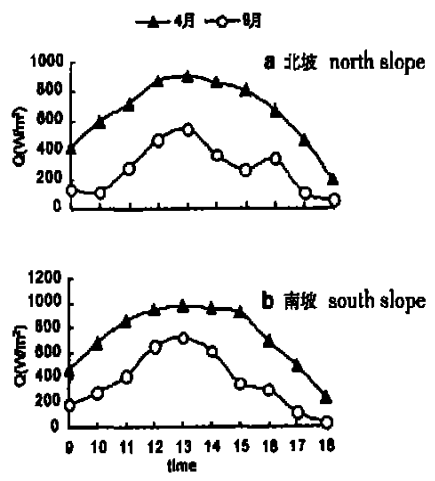 4月 9月
a 北坡 north slope
1000
800
600
400
200
0
Q(W/m²)
b 南坡 south slope
1200
1000
800
600
400
200
0
Q(W/m²)
9 10 11 12 13 14 15 16 17 18
time